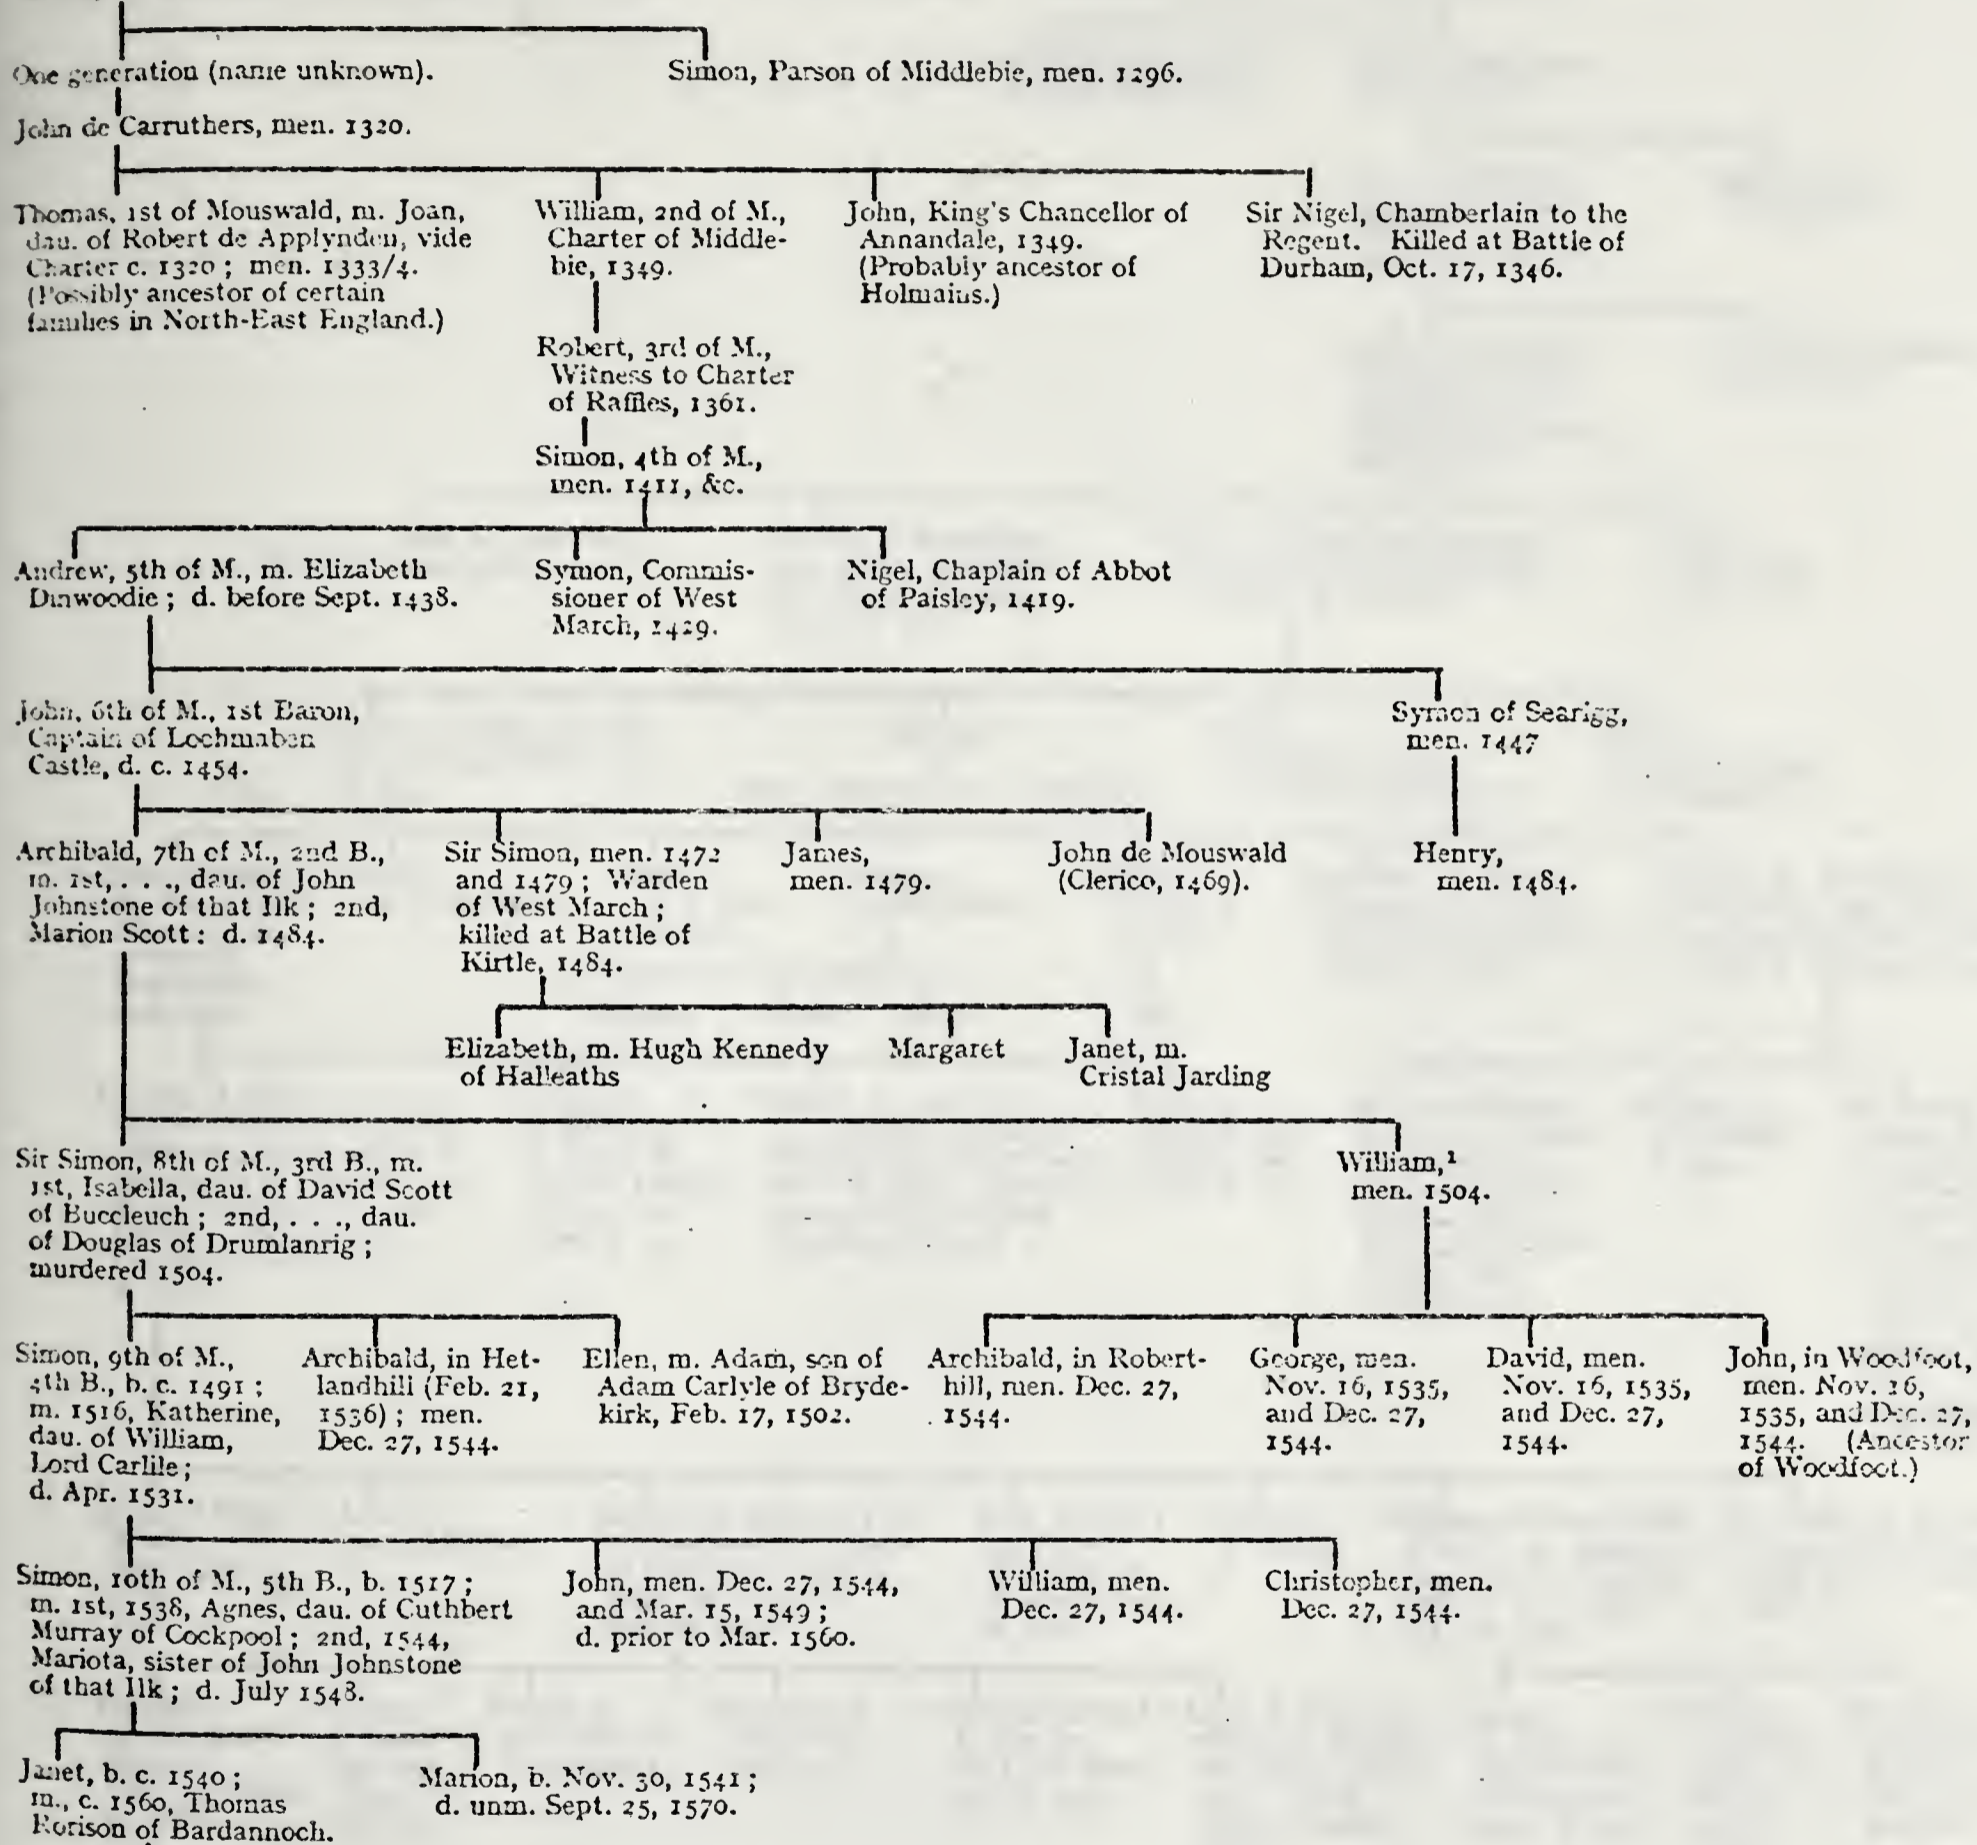 One generation (name unknown).
Simon, Parson of Middlebie, men. 1296.
John de Carruthers, men. 1320.
Thomas, 1st of Mouswald, m. Joan,
dau. of Robert de Applynden, vide
Charter c. 1320 ; men. 1333/4.
(Possibly ancestor of certain
families in North-East England.)
William, 2nd of M.,
Charter of Middle-
bie, 1349.
John, King's Chancellor of
Annandale, 1349.
(Probably ancestor of
Holmains.)
Sir Nigel, Chamberlain to the
Regent. Killed at Battle of
Durham, Oct. 17, 1346.
Robert, 3rd of M.,
Witness to Charter
of Raffles, 1361.
Simon, 4th of M.,
men. 1411, &c.
Andrew, 5th of M., m. Elizabeth
Dinwoodie ; d. before Sept. 1438.
Symon, Commis-
sioner of West
March, 1429.
Nigel, Chaplain of Abbot
of Paisley, 1419.
John, 6th of M., 1st Baron,
Captain of Lochmaben
Castle, d. c. 1454.
Symon of Searigg,
men. 1447
Archibald, 7th of M., 2nd B.,
m. 1st, . . ., dau. of John
Johnstone of that Ilk ; 2nd,
Marion Scott : d. 1484.
Sir Simon, men. 1472
and 1479 ; Warden
of West March ;
killed at Battle of
Kirtle, 1484.
James,
men. 1479.
John de Mouswald
(Clerico, 1469).
Henry,
men. 1484.
Elizabeth, m. Hugh Kennedy
of Halleaths
Margaret
Janet, m.
Cristal Jarding
Sir Simon, 8th of M., 3rd B., m.
1st, Isabella, dau. of David Scott
of Buccleuch ; 2nd, . . ., dau.
of Douglas of Drumlanrig ;
murdered 1504.
William,¹
men. 1504.
Simon, 9th of M.,
4th B., b. c. 1491 ;
m. 1516, Katherine,
dau. of William,
Lord Carlile ;
d. Apr. 1531.
Archibald, in Het-
landhill (Feb. 21,
1536) ; men.
Dec. 27, 1544.
Ellen, m. Adam, son of
Adam Carlyle of Bryde-
kirk, Feb. 17, 1502.
Archibald, in Robert-
hill, men. Dec. 27,
1544.
George, men.
Nov. 16, 1535,
and Dec. 27,
1544.
David, men.
Nov. 16, 1535,
and Dec. 27,
1544.
John, in Woodfoot,
men. Nov. 16,
1535, and Dec. 27,
1544. (Ancestor
of Woodfoot.)
Simon, 10th of M., 5th B., b. 1517 ;
m. 1st, 1538, Agnes, dau. of Cuthbert
Murray of Cockpool ; 2nd, 1544,
Mariota, sister of John Johnstone
of that Ilk ; d. July 1548.
John, men. Dec. 27, 1544,
and Mar. 15, 1549 ;
d. prior to Mar. 1560.
William, men.
Dec. 27, 1544.
Christopher, men.
Dec. 27, 1544.
Janet, b. c. 1540 ;
m., c. 1560, Thomas
Rorison of Bardannoch.
Marion, b. Nov. 30, 1541 ;
d. unm. Sept. 25, 1570.